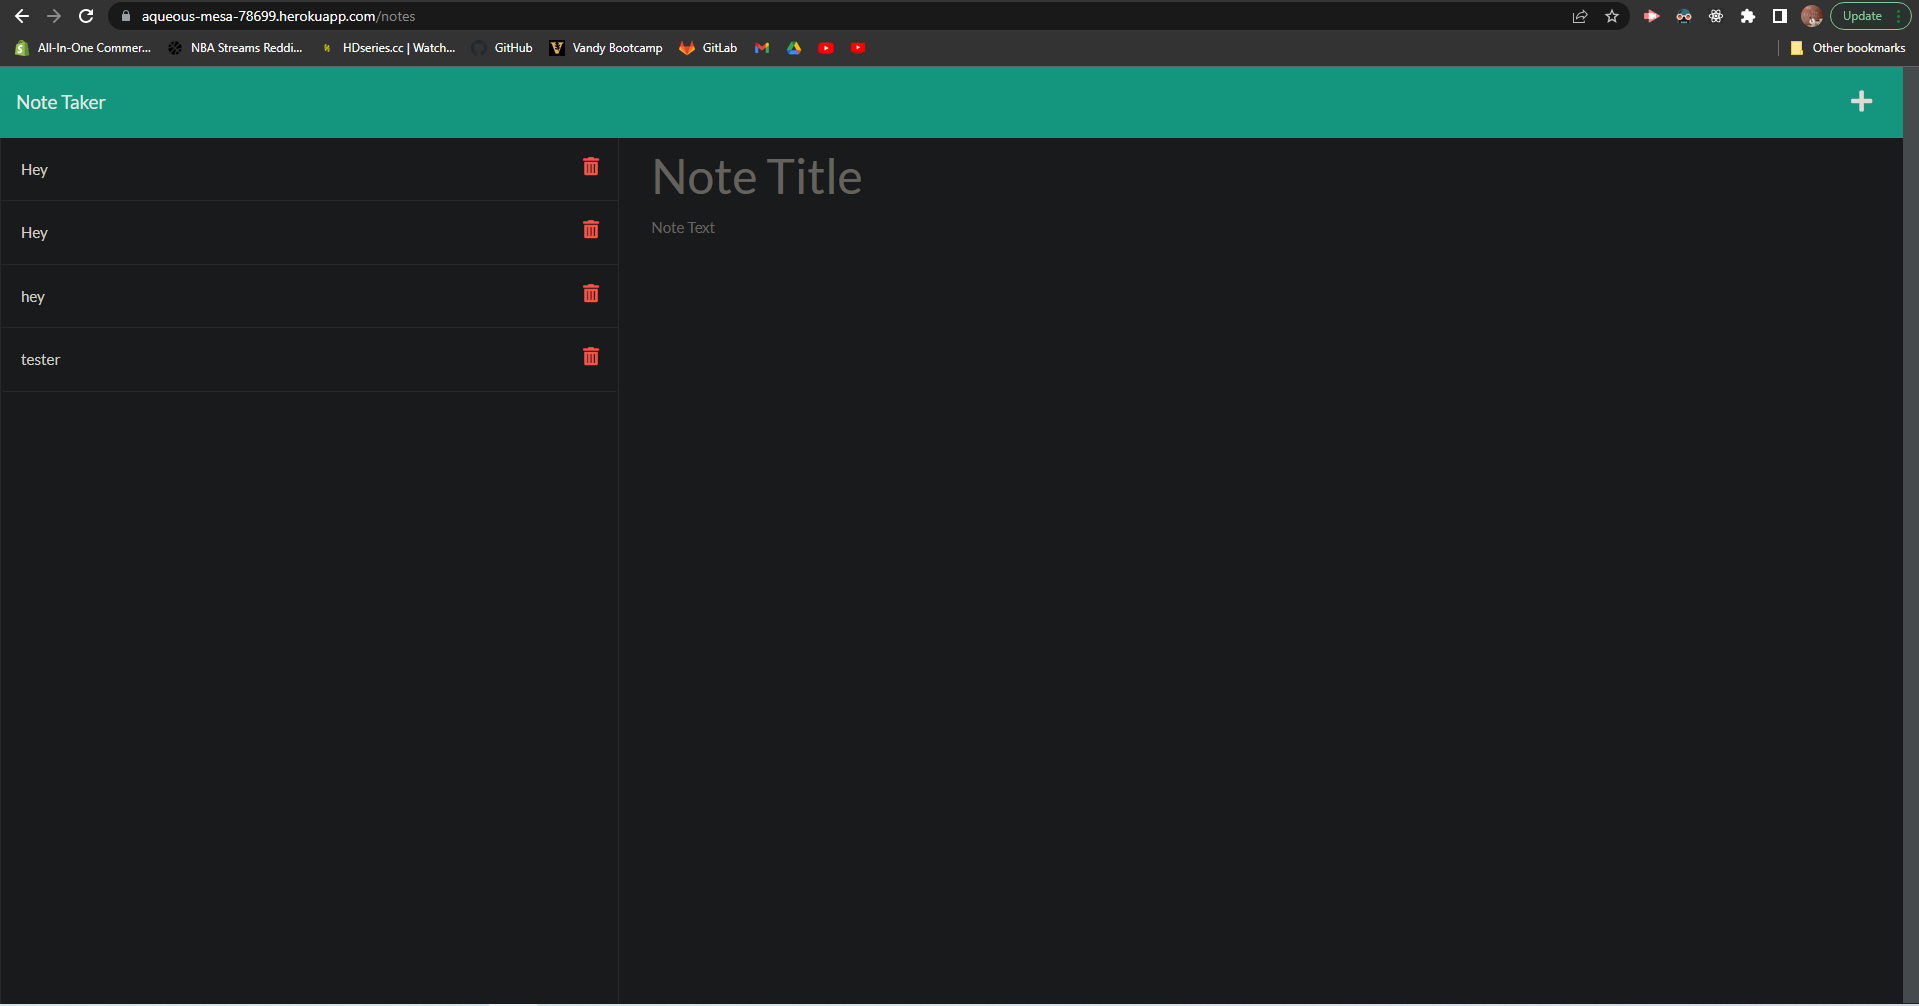 aqueous-mesa-78699.herokuapp.com/notes
Update
All-In-One Commer...
NBA Streams Reddi...
HDseries.cc | Watch...
GitHub
Vandy Bootcamp
GitLab
Other bookmarks
Note Taker
Hey
Hey
hey
tester
Note Title
Note Text